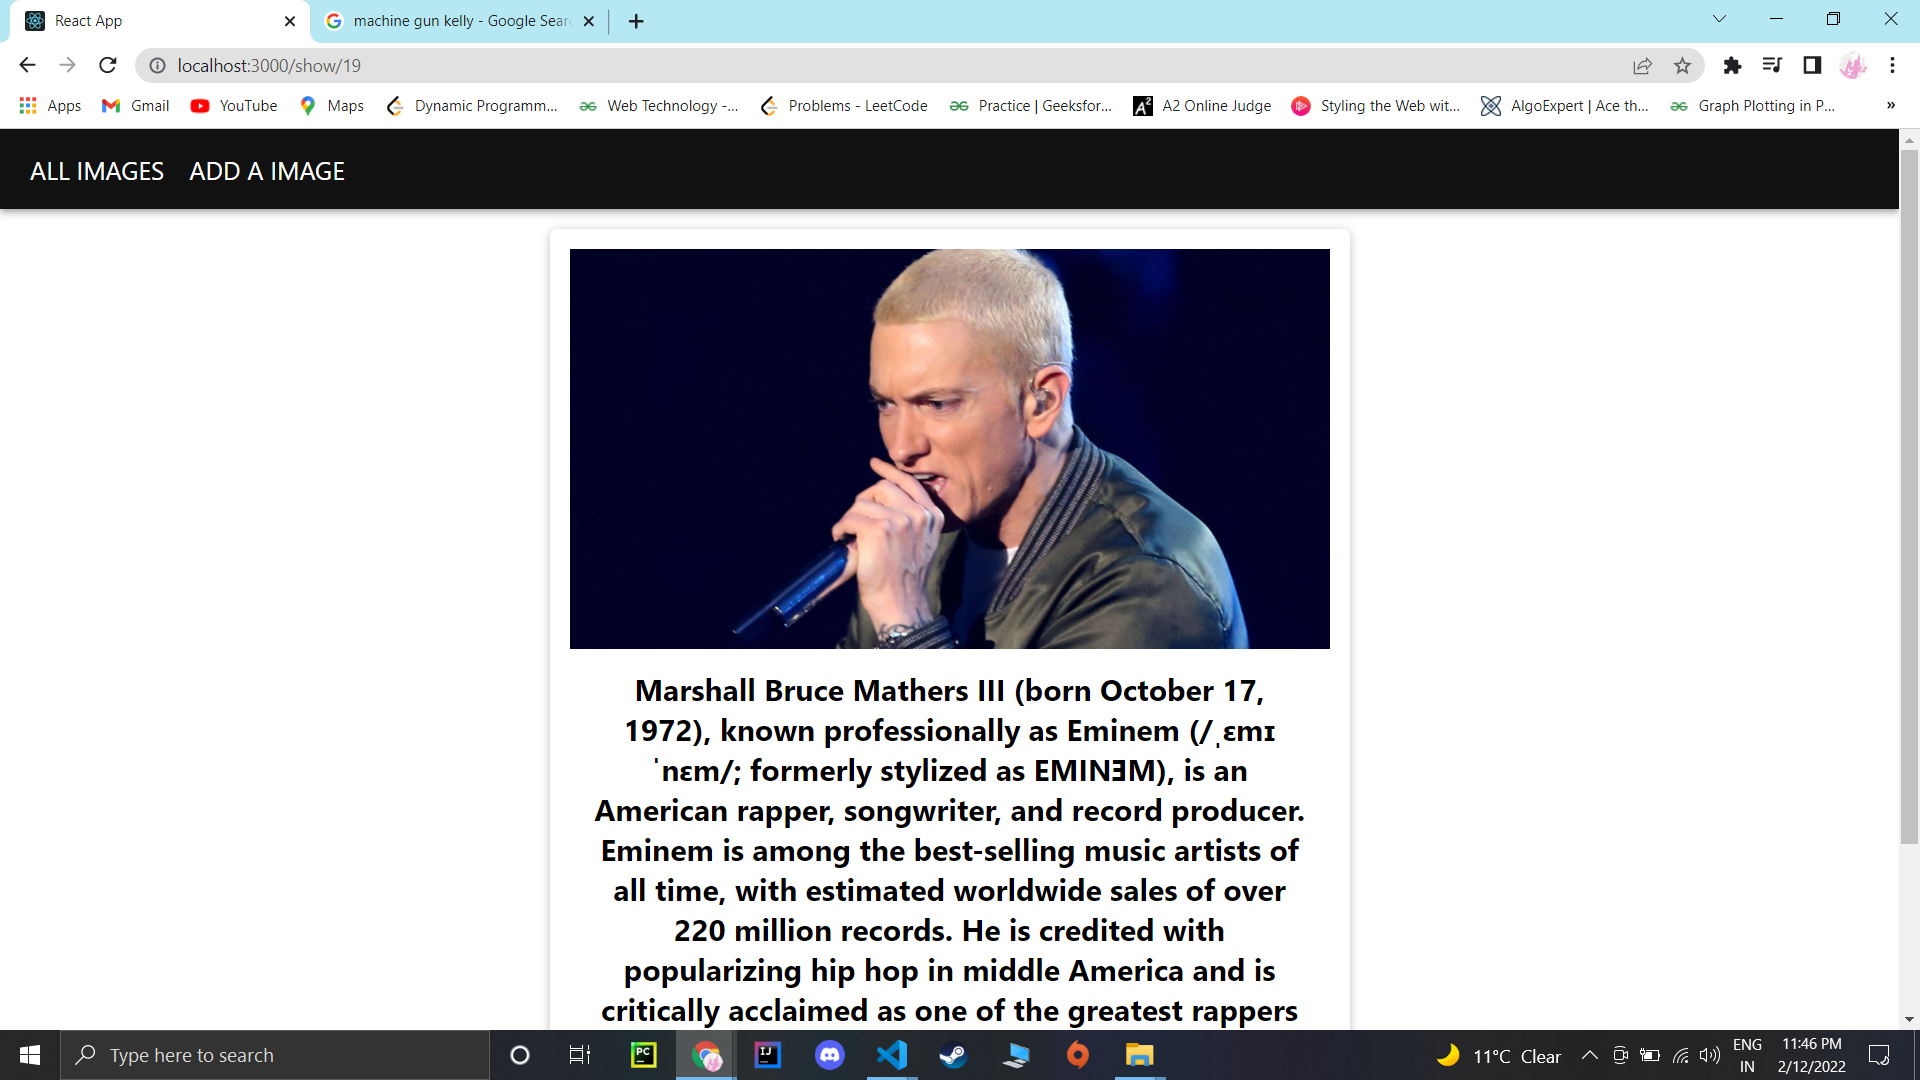 React App
machine gun kelly - Google Sear
localhost:3000/show/19
Apps Gmail YouTube Maps Dynamic Programm... Web Technology -... Problems - LeetCode Practice | Geeksfor... A2 Online Judge Styling the Web wit... AlgoExpert | Ace th... Graph Plotting in P... »
ALL IMAGES ADD A IMAGE
Marshall Bruce Mathers III (born October 17,
1972), known professionally as Eminem (/ˌɛmɪ
ˈnɛm/; formerly stylized as EMINƎM), is an
American rapper, songwriter, and record producer.
Eminem is among the best-selling music artists of
all time, with estimated worldwide sales of over
220 million records. He is credited with
popularizing hip hop in middle America and is
critically acclaimed as one of the greatest rappers
Type here to search
PC
IJ
11°C Clear
ENG
IN
11:46 PM
2/12/2022